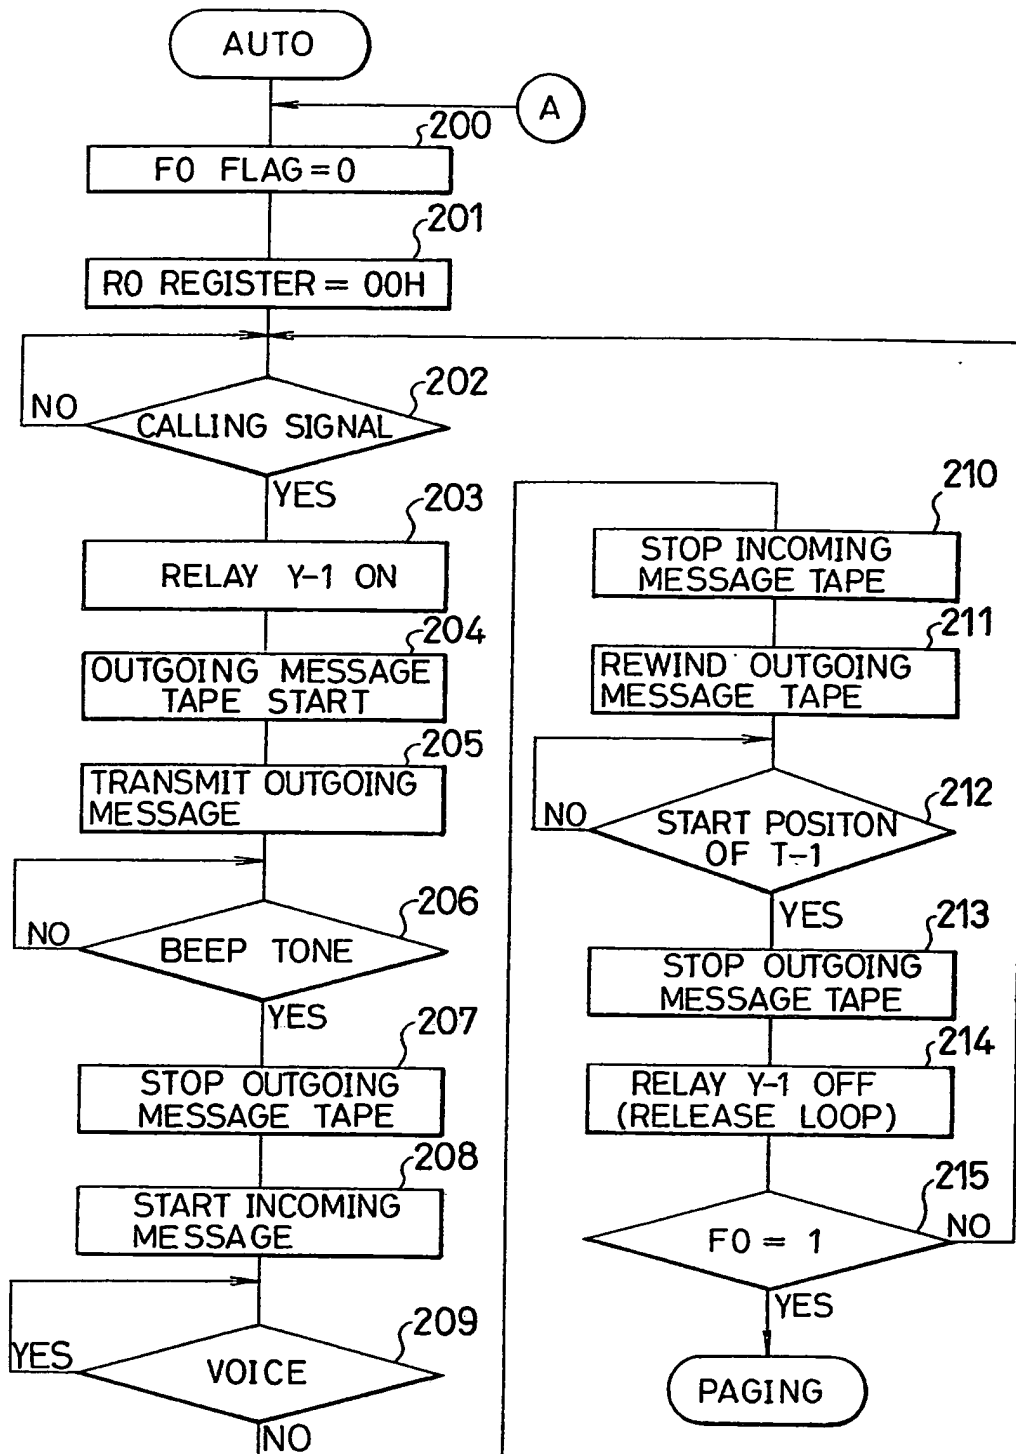 AUTO
A
200
F0 FLAG = 0
201
R0 REGISTER = 00H
202
NO
CALLING SIGNAL
YES
203
RELAY Y-1 ON
204
OUTGOING MESSAGE
TAPE START
205
TRANSMIT OUTGOING
MESSAGE
206
NO
BEEP TONE
YES
207
STOP OUTGOING
MESSAGE TAPE
208
START INCOMING
MESSAGE
209
YES
VOICE
NO
210
STOP INCOMING
MESSAGE TAPE
211
REWIND OUTGOING
MESSAGE TAPE
212
NO
START POSITON
OF T-1
YES
213
STOP OUTGOING
MESSAGE TAPE
214
RELAY Y-1 OFF
(RELEASE LOOP)
215
F0 = 1
NO
YES
PAGING